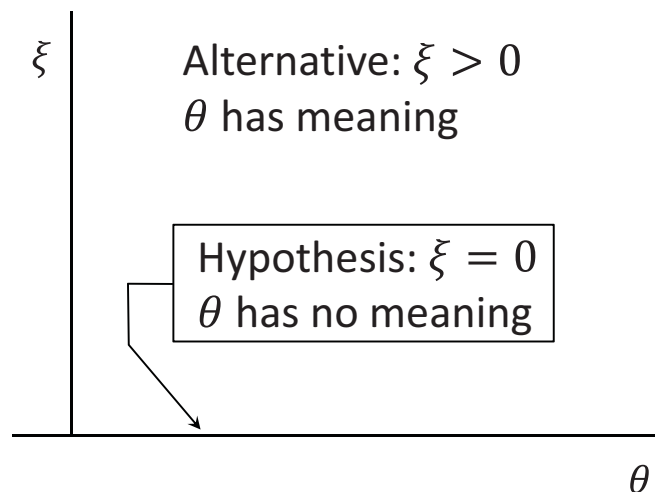 ξ
Alternative: ξ > 0
θ has meaning
Hypothesis: ξ = 0
θ has no meaning
θ